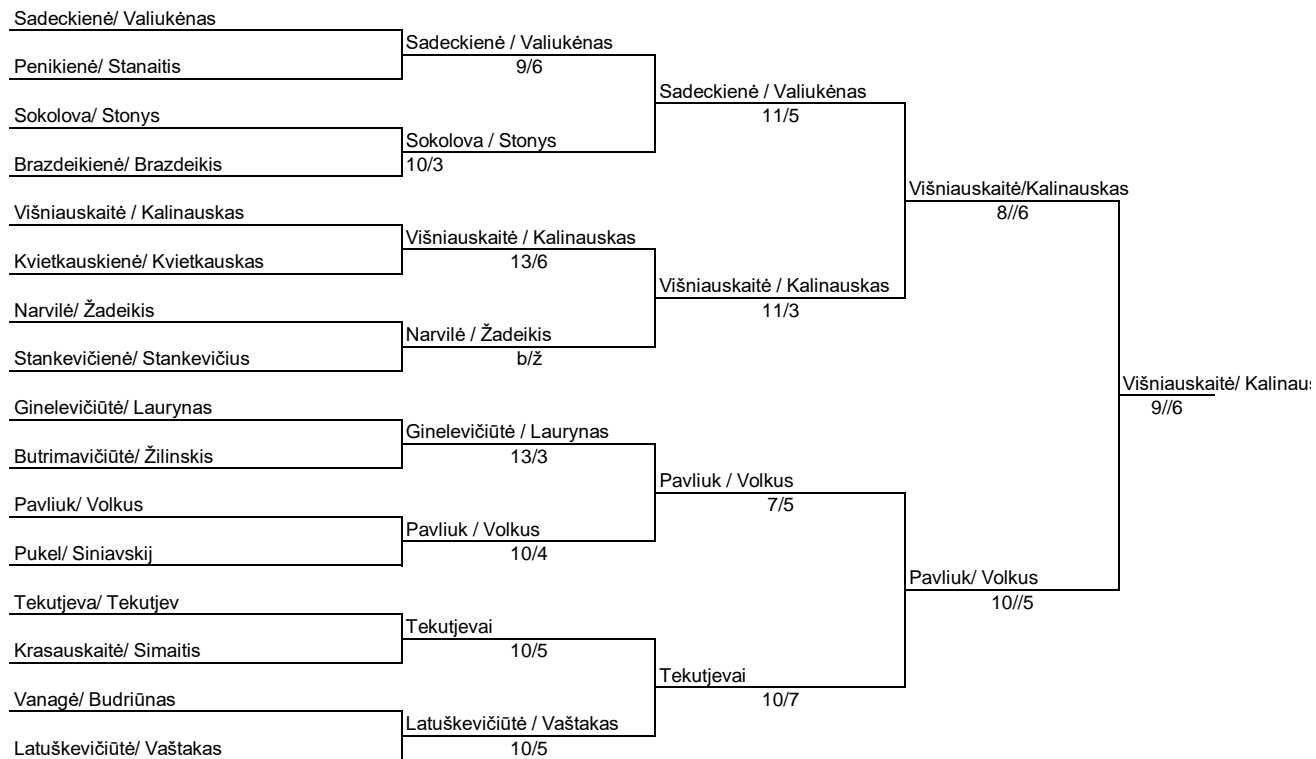 Sadeckienė/ Valiukėnas
Penikienė/ Stanaitis
Sokolova/ Stonys
Brazdeikienė/ Brazdeikis
Višniauskaitė / Kalinauskas
Kvietkauskienė/ Kvietkauskas
Narvilė/ Žadeikis
Stankevičienė/ Stankevičius
Ginelevičiūtė/ Laurynas
Butrimavičiūtė/ Žilinskis
Pavliuk/ Volkus
Pukel/ Siniavskij
Tekutjeva/ Tekutjev
Krasauskaitė/ Simaitis
Vanagė/ Budriūnas
Latuškevičiūtė/ Vaštakas
Sadeckienė / Valiukėnas
9/6
Sokolova / Stonys
10/3
Višniauskaitė / Kalinauskas
13/6
Narvilė / Žadeikis
b/ž
Ginelevičiūtė / Laurynas
13/3
Pavliuk / Volkus
10/4
Tekutjevai
10/5
Latuškevičiūtė / Vaštakas
10/5
Sadeckienė / Valiukėnas
11/5
Višniauskaitė / Kalinauskas
11/3
Pavliuk / Volkus
7/5
Tekutjevai
10/7
Višniauskaitė/Kalinauskas
8//6
Pavliuk/ Volkus
10//5
Višniauskaitė/ Kalinaus
9//6